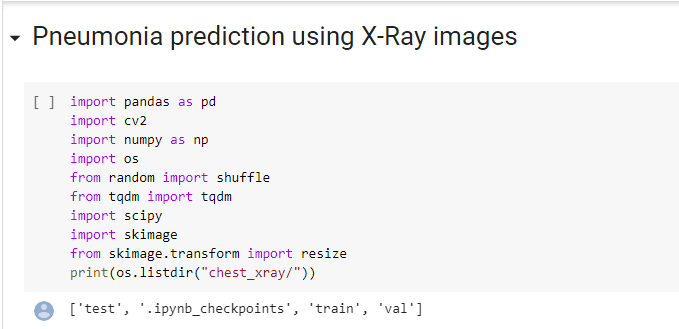 Pneumonia prediction using X-Ray images
[ ] import pandas as pd
import cv2
import numpy as np
import os
from random import shuffle
from tqdm import tqdm
import scipy
import skimage
from skimage.transform import resize
print(os.listdir("chest_xray/"))
['test', '.ipynb_checkpoints', 'train', 'val']